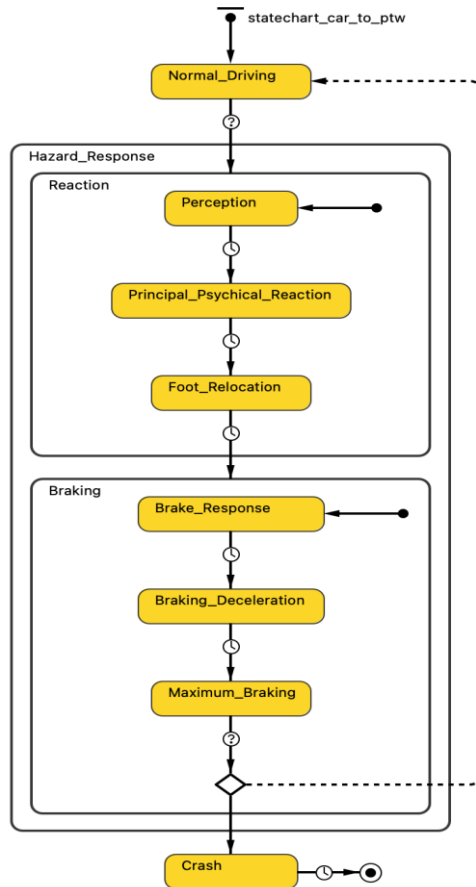 statechart_car_to_ptw
Normal_Driving
?
Hazard_Response
Reaction
Perception
Principal_Psychical_Reaction
Foot_Relocation
Braking
Brake_Response
Braking_Deceleration
Maximum_Braking
?
Crash